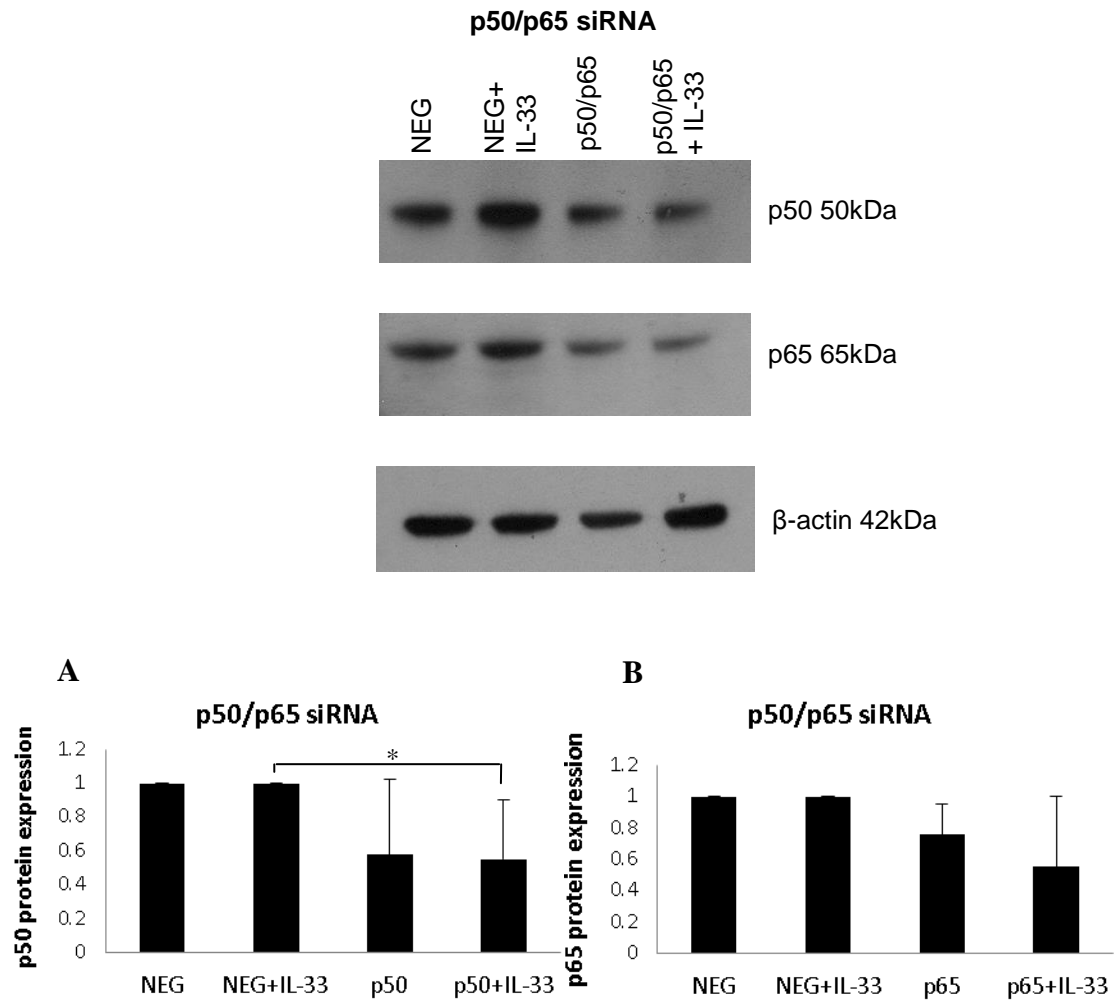 p50/p65 siRNA
NEG
NEG+
IL-33
p50/p65
p50/p65
+ IL-33
p50 50kDa
p65 65kDa
β-actin 42kDa
A
p50/p65 siRNA
p50 protein expression
1.2
1
0.8
0.6
0.4
0.2
0
*
NEG
NEG+IL-33
p50
p50+IL-33
B
p50/p65 siRNA
p65 protein expression
1.2
1
0.8
0.6
0.4
0.2
0
NEG
NEG+IL-33
p65
p65+IL-33